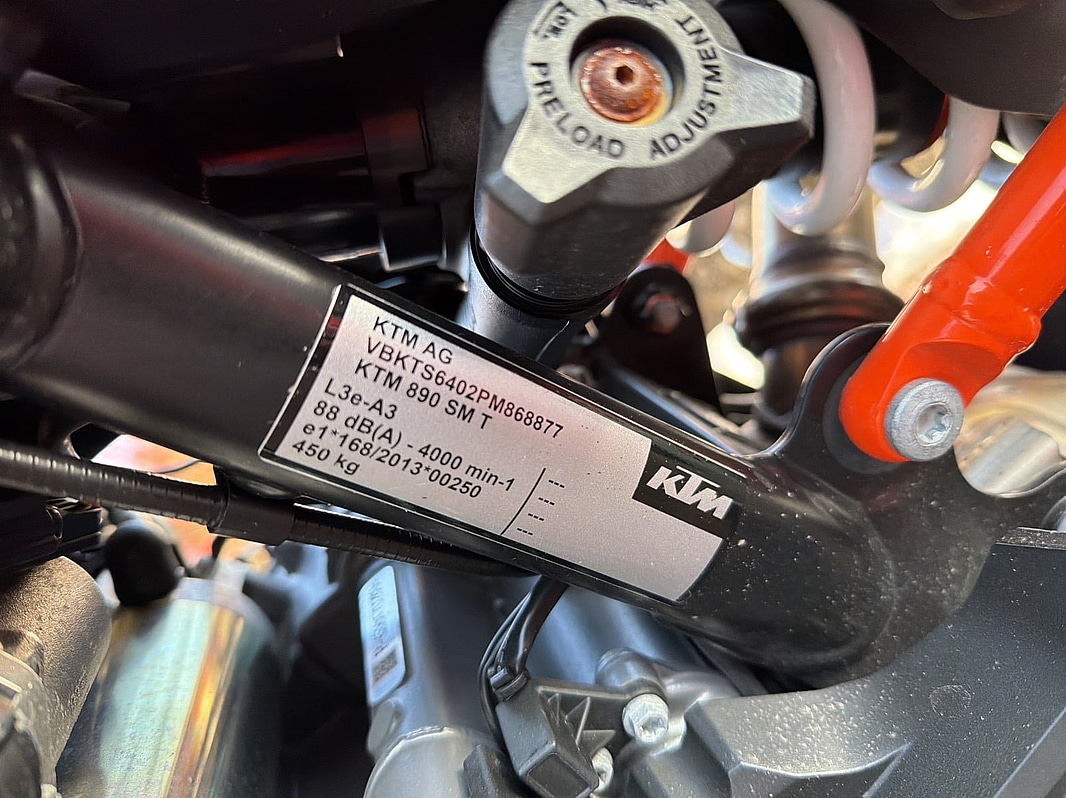 PRELOAD ADJUSTMENT
KTM AG
VBKTS6402PM868877
KTM 890 SM T
L3e-A3
88 dB(A) - 4000 min-1
e1*168/2013*00250
450 kg
---
---
---
---
KTM